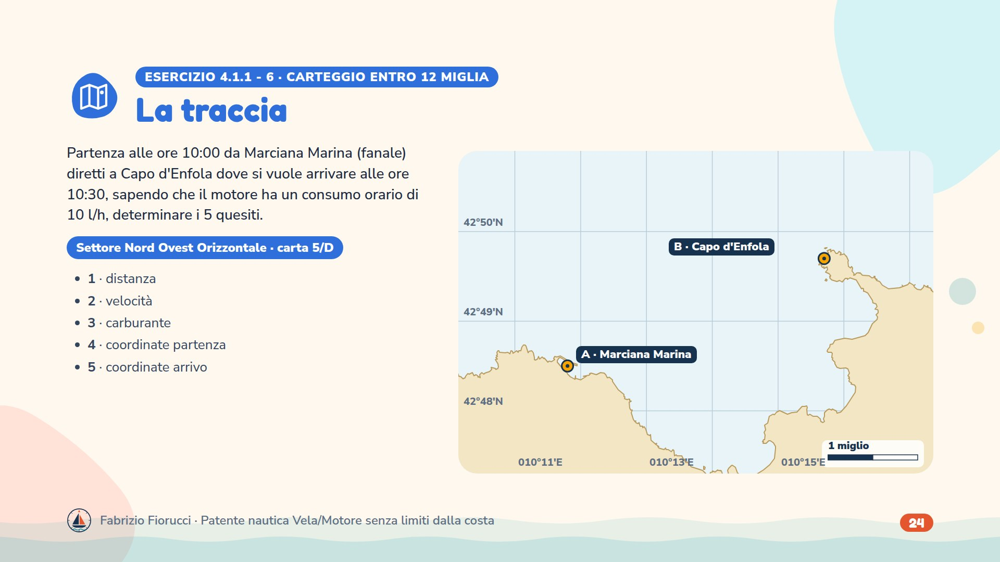 ESERCIZIO 4.1.1 - 6 · CARTEGGIO ENTRO 12 MIGLIA
La traccia
Partenza alle ore 10:00 da Marciana Marina (fanale)
diretti a Capo d'Enfola dove si vuole arrivare alle ore
10:30, sapendo che il motore ha un consumo orario di
10 l/h, determinare i 5 quesiti.
Settore Nord Ovest Orizzontale · carta 5/D
1 · distanza
2 · velocità
3 · carburante
4 · coordinate partenza
5 · coordinate arrivo
42°50'N
B · Capo d'Enfola
42°49'N
A · Marciana Marina
42°48'N
1 miglio
010°11'E
010°13'E
010°15'E
Fabrizio Fiorucci · Patente nautica Vela/Motore senza limiti dalla costa
24